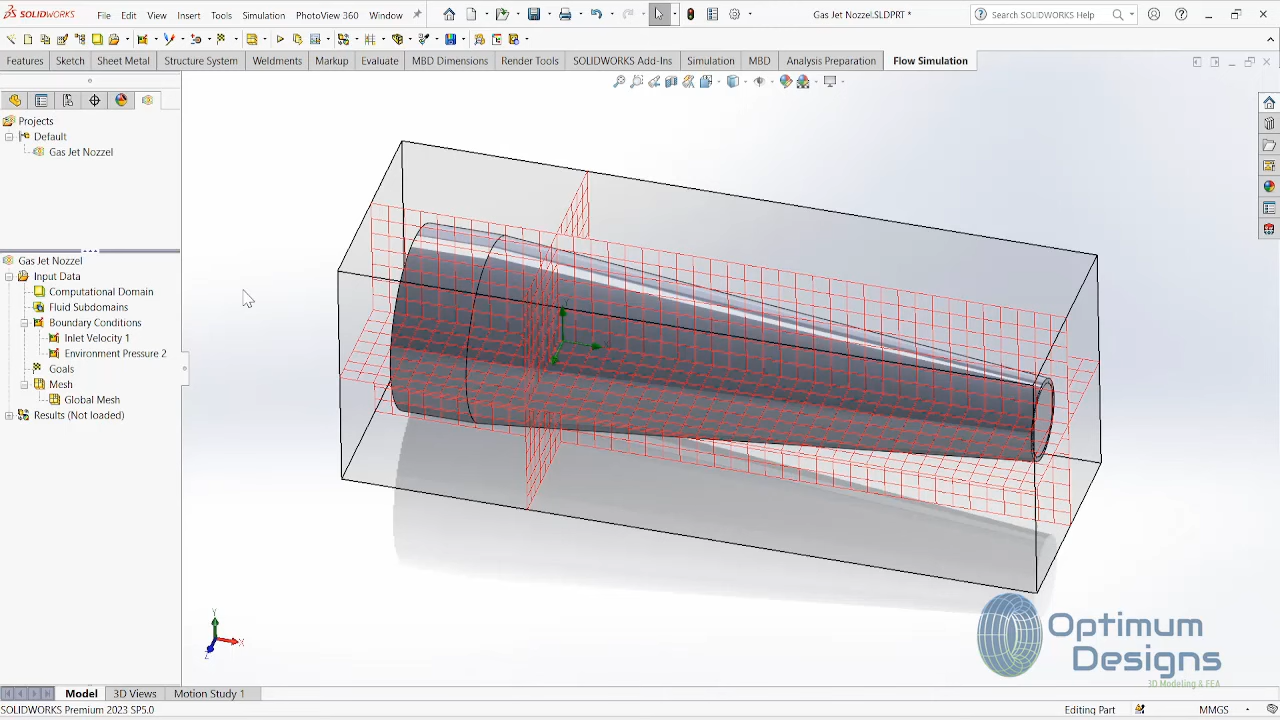 SOLIDWORKS File Edit View Insert Tools Simulation PhotoView 360 Window Gas Jet Nozzel.SLDPRT * Search SOLIDWORKS Help
Features Sketch Sheet Metal Structure System Weldments Markup Evaluate MBD Dimensions Render Tools SOLIDWORKS Add-Ins Simulation MBD Analysis Preparation Flow Simulation
Projects
Default
Gas Jet Nozzel
Gas Jet Nozzel
Input Data
Computational Domain
Fluid Subdomains
Boundary Conditions
Inlet Velocity 1
Environment Pressure 2
Goals
Mesh
Global Mesh
Results (Not loaded)
Y
X
Z
Optimum
Designs
3D Modeling & FEA
Model 3D Views Motion Study 1
SOLIDWORKS Premium 2023 SP5.0 Editing Part MMGS